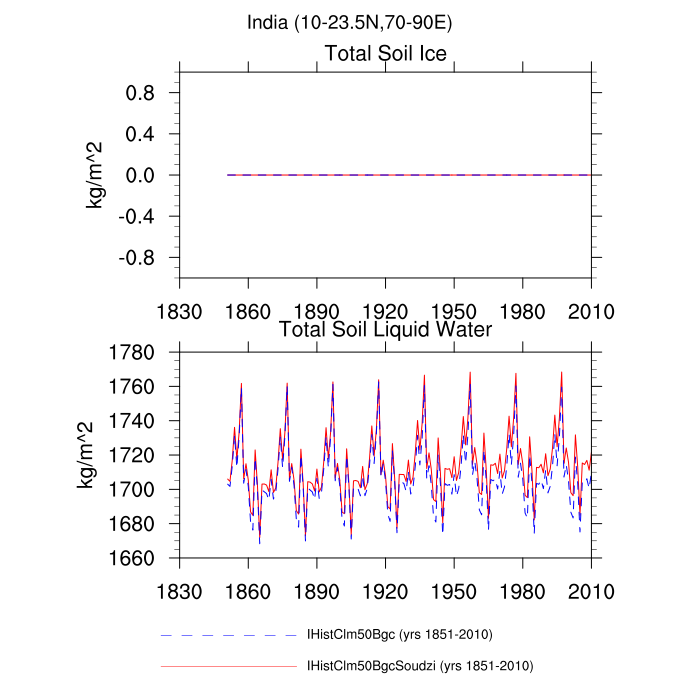 India (10-23.5N,70-90E)
Total Soil Ice
kg/m^2
0.8
0.4
0.0
-0.4
-0.8
1830 1860 1890 1920 1950 1980 2010
Total Soil Liquid Water
kg/m^2
1780
1760
1740
1720
1700
1680
1660
1830 1860 1890 1920 1950 1980 2010
IHistClm50Bgc (yrs 1851-2010)
IHistClm50BgcSoudzi (yrs 1851-2010)